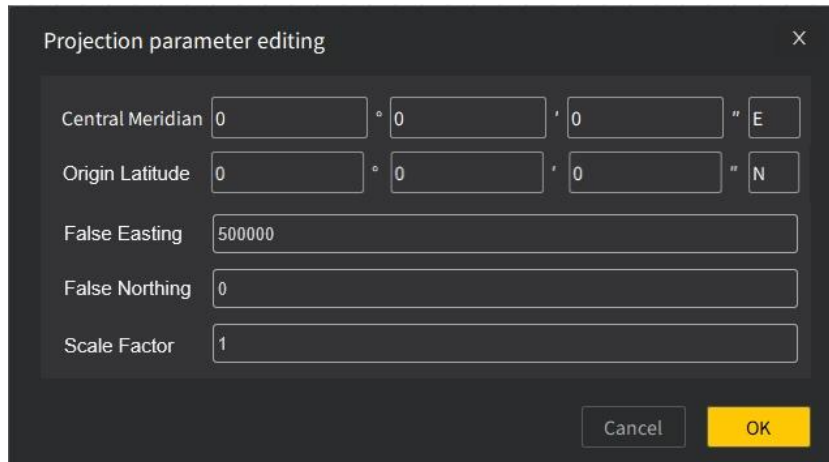 Projection parameter editing X
Central Meridian 0 ° 0 ′ 0 ″ E
Origin Latitude 0 ° 0 ′ 0 ″ N
False Easting 500000
False Northing 0
Scale Factor 1
Cancel OK